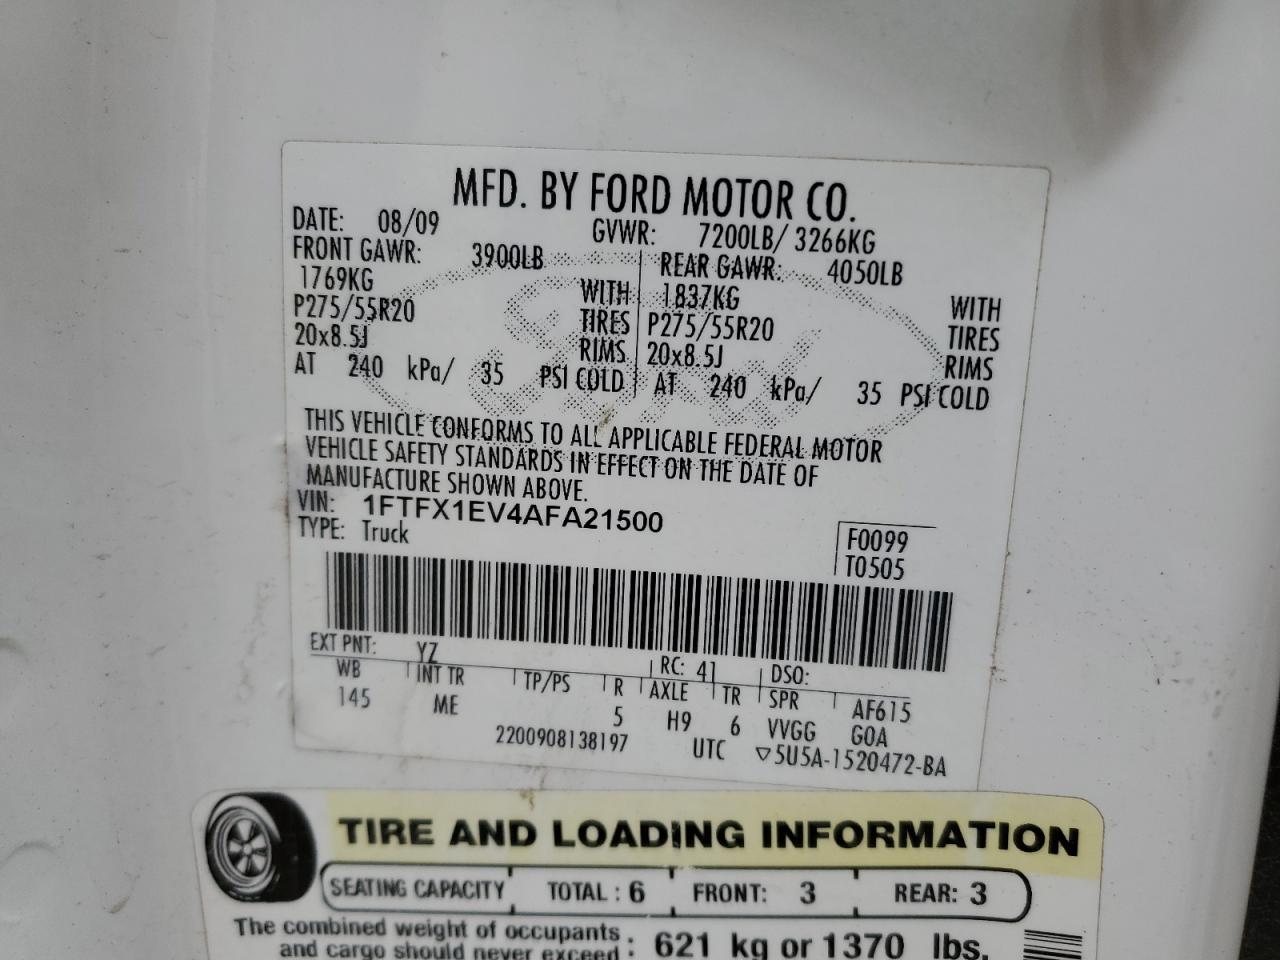 MFD. BY FORD MOTOR CO.
DATE: 08/09 GVWR: 7200LB/ 3266KG
FRONT GAWR: 3900LB REAR GAWR: 4050LB
1769KG WITH 1837KG WITH
P275/55R20 TIRES P275/55R20 TIRES
20x8.5J RIMS 20x8.5J RIMS
AT 240 kPa/ 35 PSI COLD AT 240 kPa/ 35 PSI COLD
THIS VEHICLE CONFORMS TO ALL APPLICABLE FEDERAL MOTOR
VEHICLE SAFETY STANDARDS IN EFFECT ON THE DATE OF
MANUFACTURE SHOWN ABOVE.
VIN: 1FTFX1EV4AFA21500
TYPE: Truck
F0099
T0505
EXT PNT: YZ RC: 41 DSO:
WB INT TR TP/PS R AXLE TR SPR AF615
145 ME 5 H9 6 VVGG GOA
2200908138197 UTC ▽5U5A-1520472-BA
TIRE AND LOADING INFORMATION
SEATING CAPACITY TOTAL : 6 FRONT: 3 REAR: 3
The combined weight of occupants
and cargo should never exceed : 621 kg or 1370 lbs.